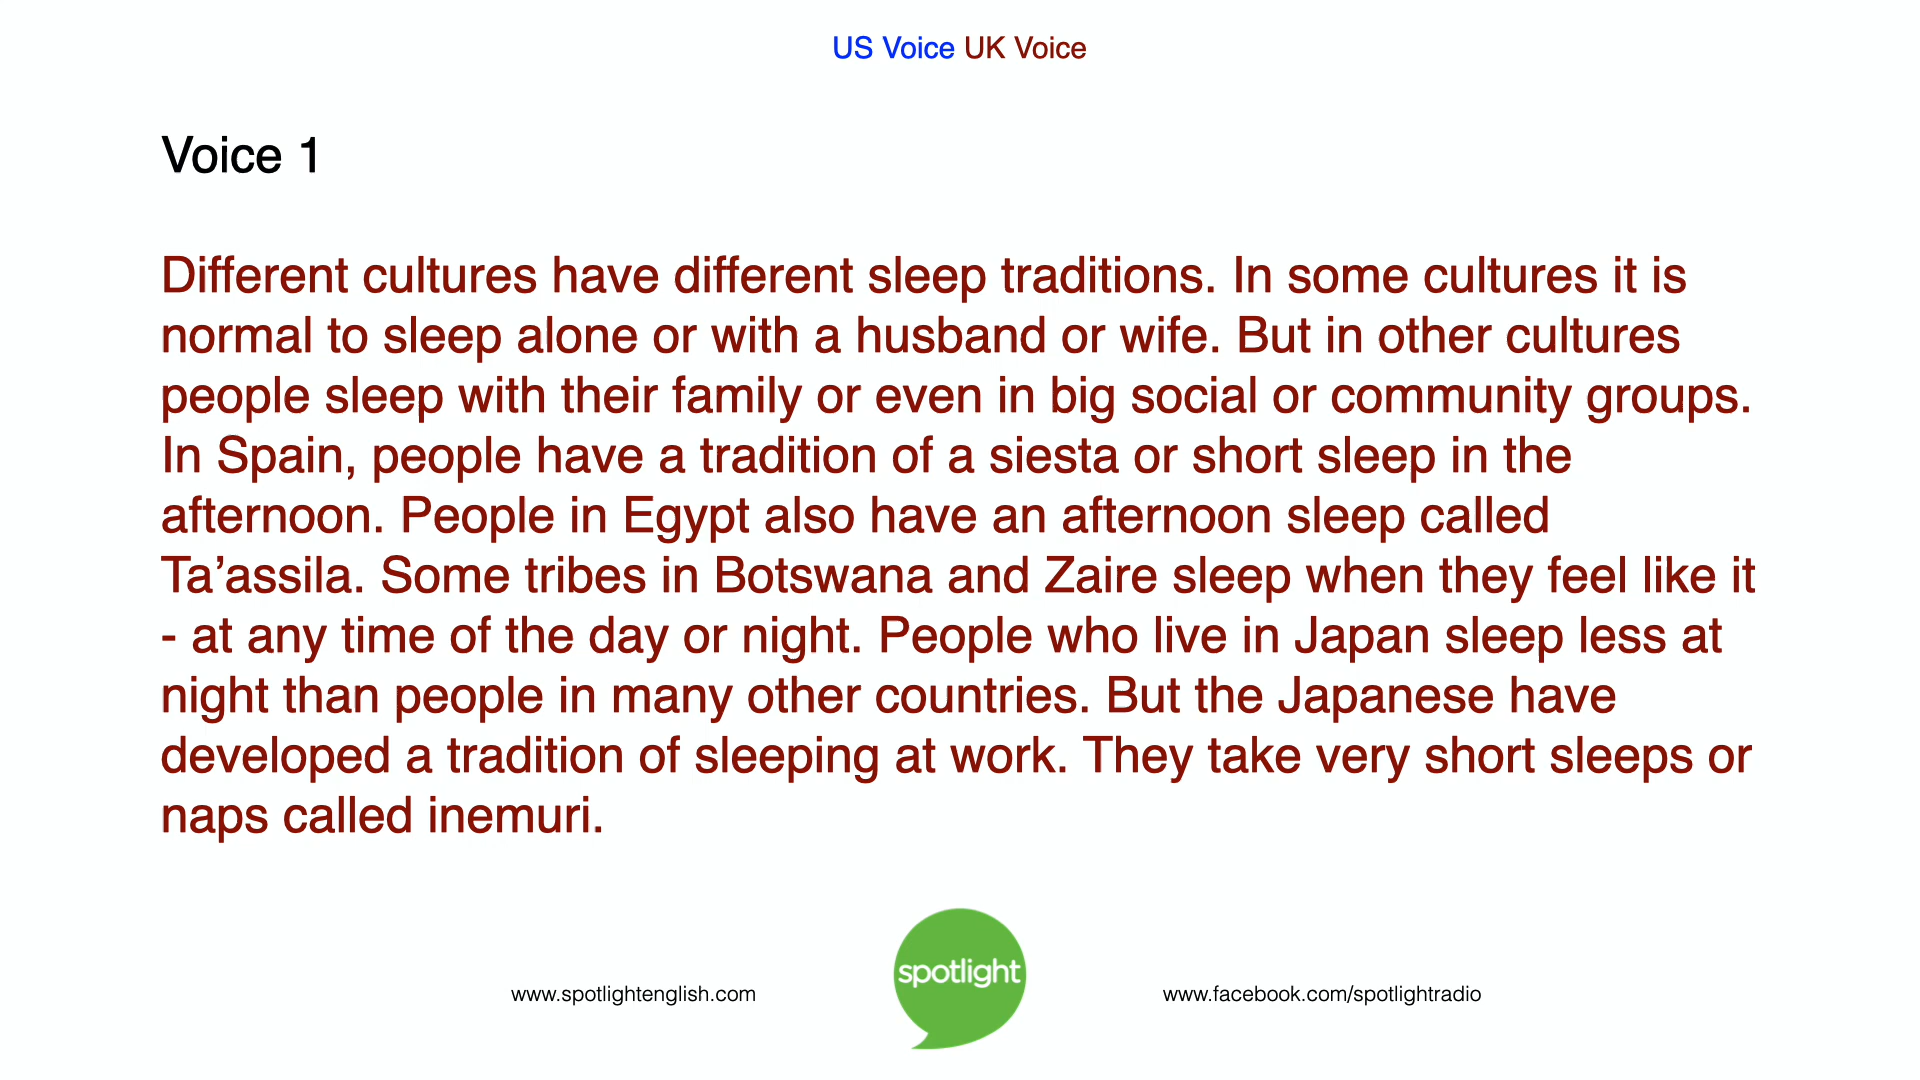 US Voice UK Voice
Voice 1
Different cultures have different sleep traditions. In some cultures it is
normal to sleep alone or with a husband or wife. But in other cultures
people sleep with their family or even in big social or community groups.
In Spain, people have a tradition of a siesta or short sleep in the
afternoon. People in Egypt also have an afternoon sleep called
Ta’assila. Some tribes in Botswana and Zaire sleep when they feel like it
- at any time of the day or night. People who live in Japan sleep less at
night than people in many other countries. But the Japanese have
developed a tradition of sleeping at work. They take very short sleeps or
naps called inemuri.
spotlight
www.spotlightenglish.com
www.facebook.com/spotlightradio